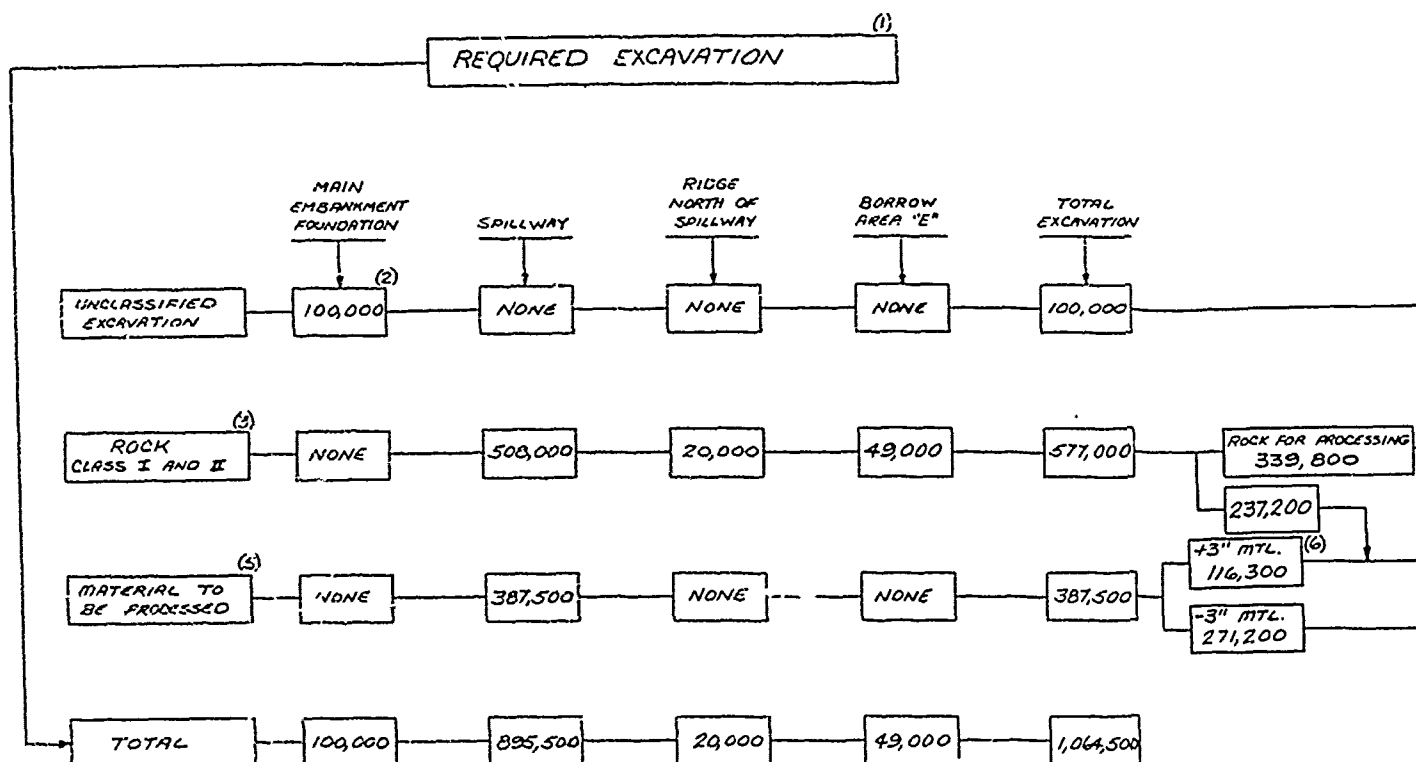 (1)
REQUIRED EXCAVATION
MAIN
EMBANKMENT
FOUNDATION
SPILLWAY
RIDGE
NORTH OF
SPILLWAY
BORROW
AREA "E"
TOTAL
EXCAVATION
UNCLASSIFIED
EXCAVATION
100,000
(2)
NONE
NONE
NONE
100,000
ROCK
CLASS I AND II
(3)
NONE
508,000
20,000
49,000
577,000
ROCK FOR PROCESSING
339,800
237,200
MATERIAL TO
BE PROCESSED
(5)
NONE
387,500
NONE
NONE
387,500
+3" MTL.
116,300
(6)
-3" MTL.
271,200
TOTAL
100,000
895,500
20,000
49,000
1,064,500